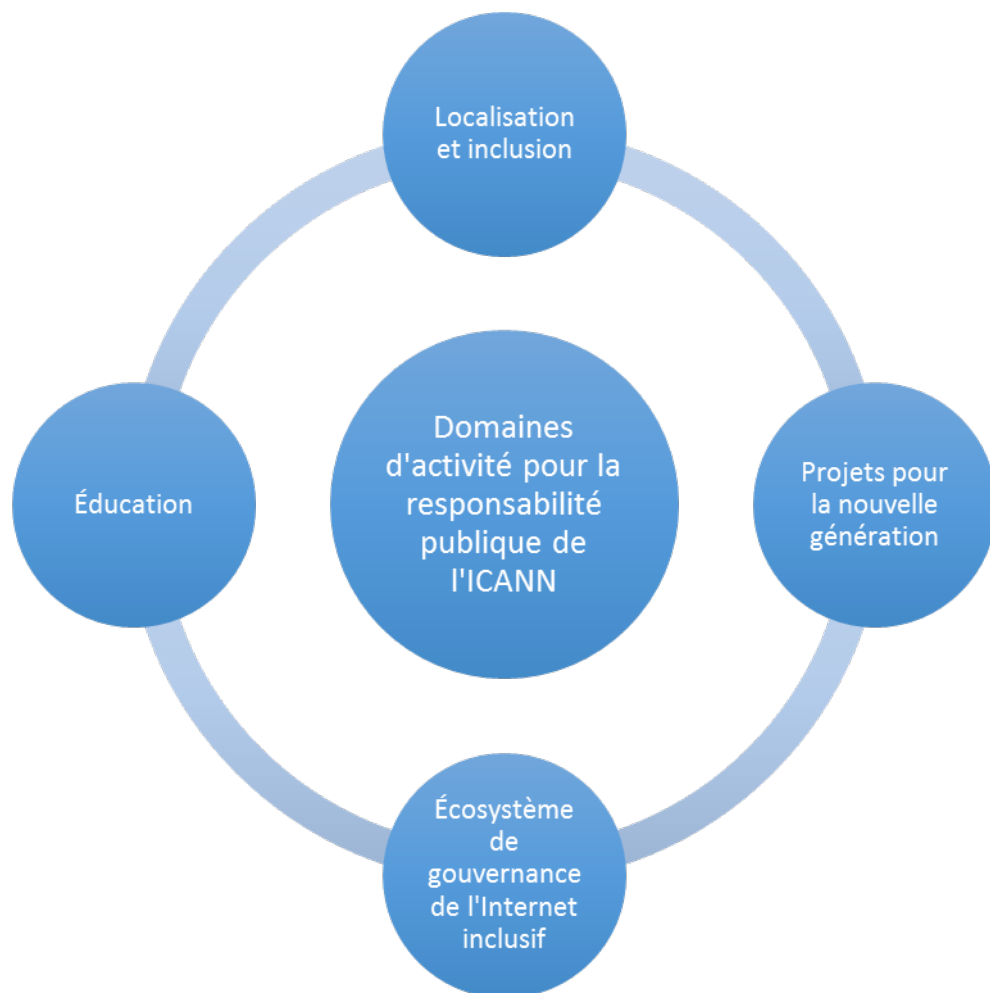 Localisation
et inclusion
Domaines
d'activité pour la
responsabilité
publique de
l'ICANN
Projets pour
la nouvelle
génération
Éducation
Écosystème
de
gouvernance
de l'Internet
inclusif